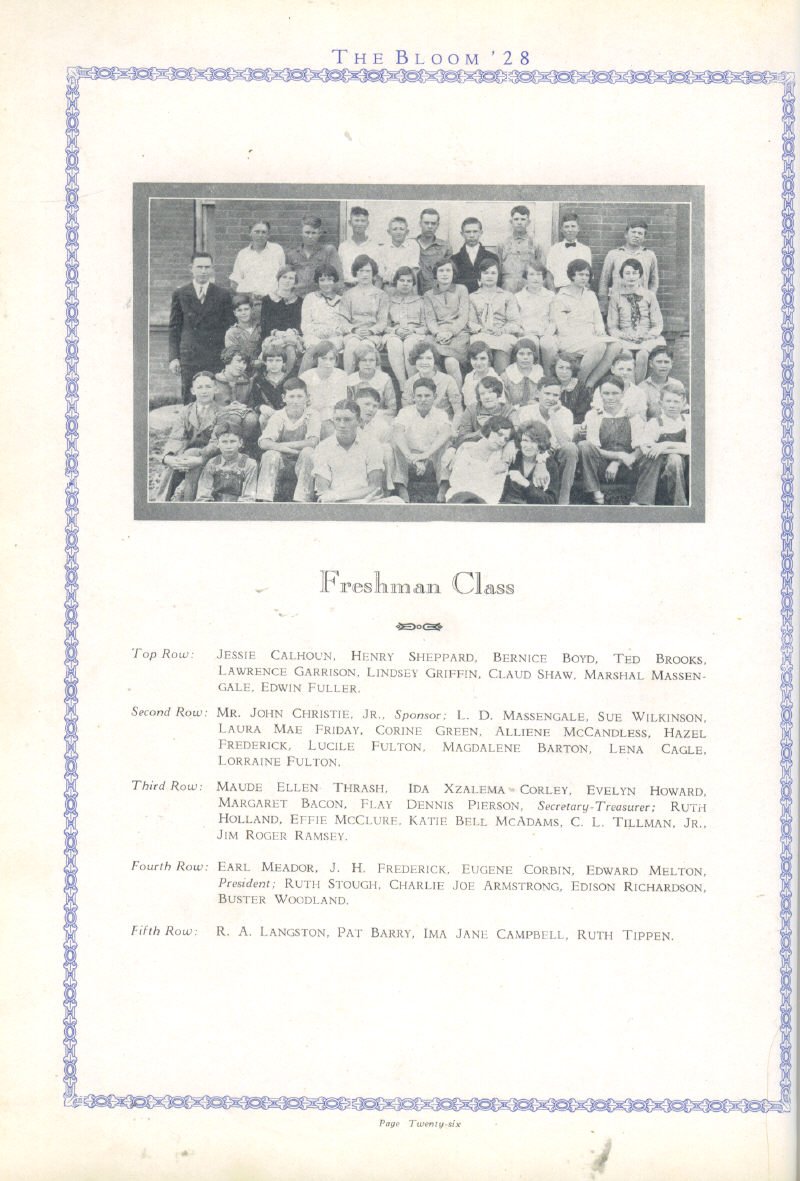 THE BLOOM '28
Freshman Class
Top Row: JESSIE CALHOUN, HENRY SHEPPARD, BERNICE BOYD, TED BROOKS,
LAWRENCE GARRISON, LINDSEY GRIFFIN, CLAUD SHAW, MARSHAL MASSEN-
GALE, EDWIN FULLER.
Second Row: MR. JOHN CHRISTIE, JR., Sponsor; L. D. MASSENGALE, SUE WILKINSON,
LAURA MAE FRIDAY, CORINE GREEN, ALLIENE MCCANDLESS, HAZEL
FREDERICK, LUCILE FULTON, MAGDALENE BARTON, LENA CAGLE,
LORRAINE FULTON.
Third Row: MAUDE ELLEN THRASH, IDA XZALEMA CORLEY, EVELYN HOWARD,
MARGARET BACON, FLAY DENNIS PIERSON, Secretary-Treasurer; RUTH
HOLLAND, EFFIE MCCLURE, KATIE BELL MCADAMS, C. L. TILLMAN, JR.,
JIM ROGER RAMSEY.
Fourth Row: EARL MEADOR, J. H. FREDERICK, EUGENE CORBIN, EDWARD MELTON,
President; RUTH STOUGH, CHARLIE JOE ARMSTRONG, EDISON RICHARDSON,
BUSTER WOODLAND.
Fifth Row: R. A. LANGSTON, PAT BARRY, IMA JANE CAMPBELL, RUTH TIPPEN.
Page Twenty-six